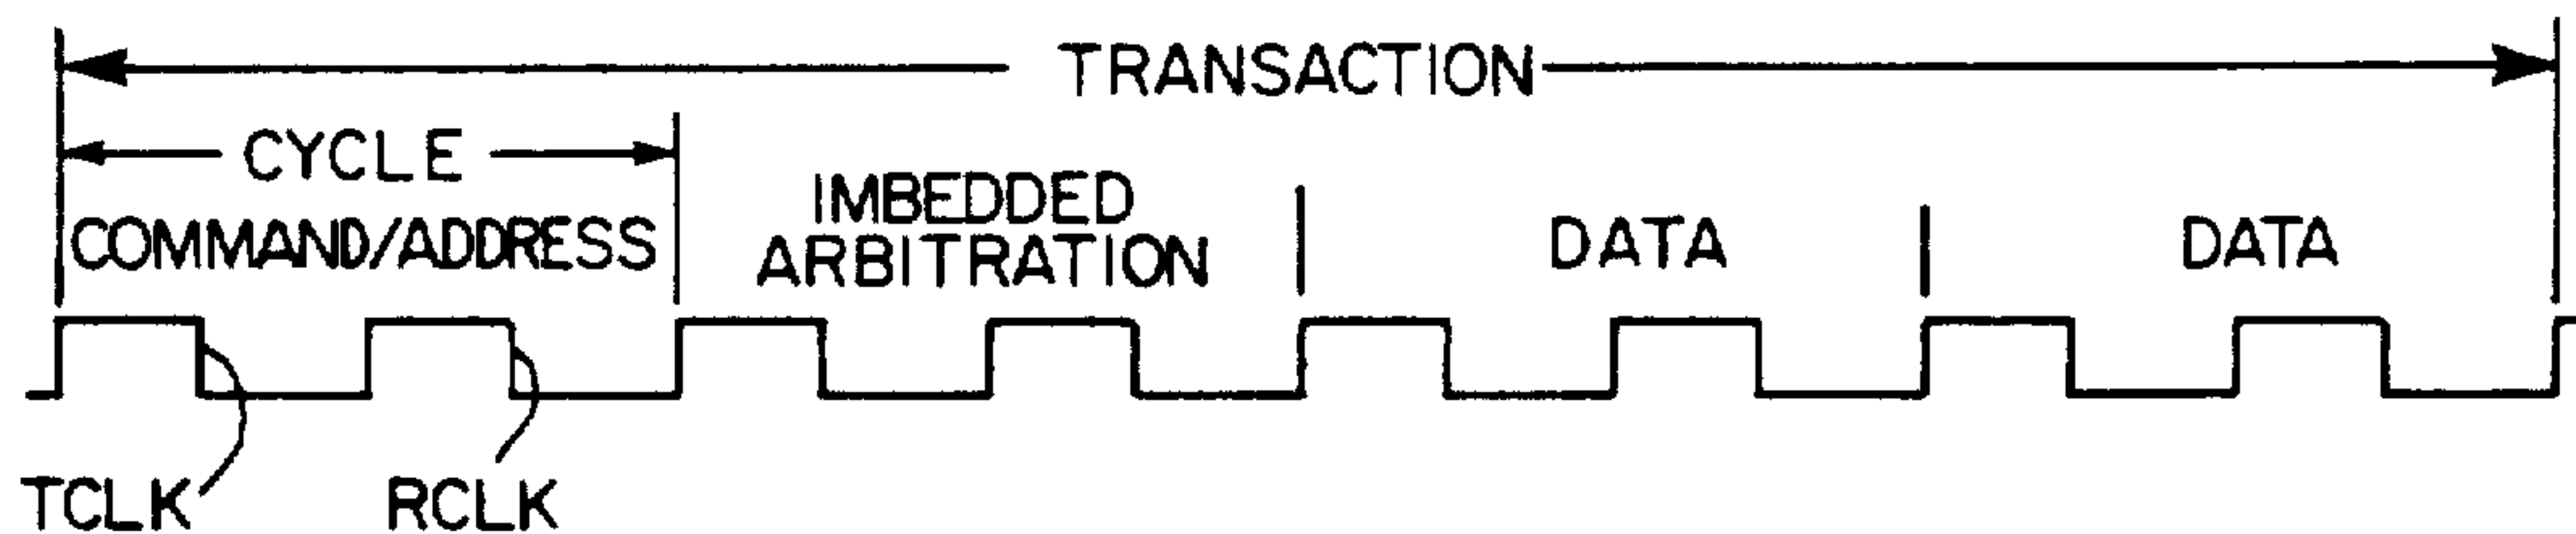 TRANSACTION
CYCLE
COMMAND/ADDRESS
IMBEDDED
ARBITRATION
DATA
DATA
TCLK
RCLK